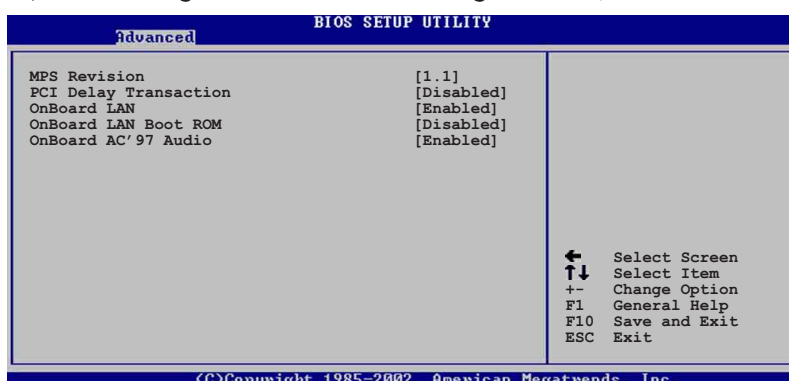 BIOS SETUP UTILITY
Advanced
MPS Revision [1.1]
PCI Delay Transaction [Disabled]
OnBoard LAN [Enabled]
OnBoard LAN Boot ROM [Disabled]
OnBoard AC'97 Audio [Enabled]
← Select Screen
↑↓ Select Item
+- Change Option
F1 General Help
F10 Save and Exit
ESC Exit
(C)Copyright 1985-2002, American Megatrends, Inc.